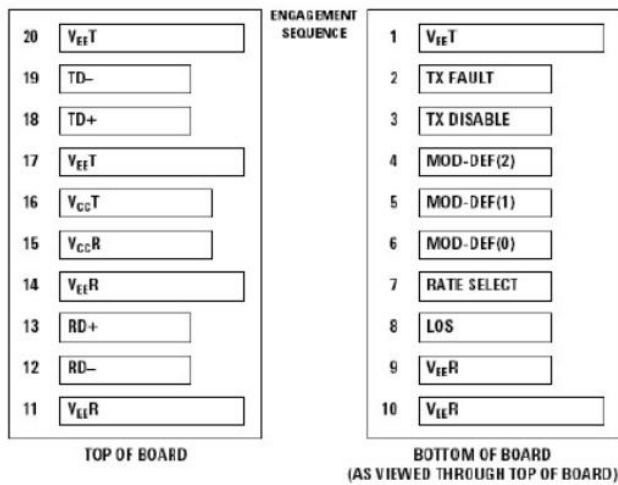 ENGAGEMENT
SEQUENCE
20 VEET
19 TD–
18 TD+
17 VEET
16 VCCT
15 VCCR
14 VEER
13 RD+
12 RD–
11 VEER
TOP OF BOARD
1 VEET
2 TX FAULT
3 TX DISABLE
4 MOD-DEF(2)
5 MOD-DEF(1)
6 MOD-DEF(0)
7 RATE SELECT
8 LOS
9 VEER
10 VEER
BOTTOM OF BOARD
(AS VIEWED THROUGH TOP OF BOARD)